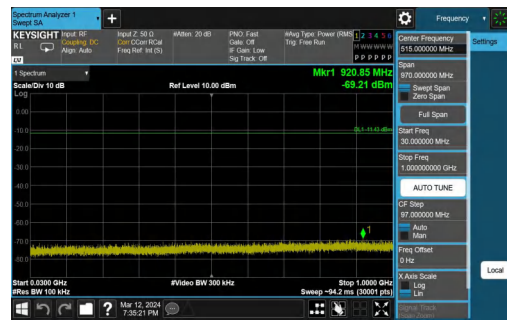 Spectrum Analyzer 1
Swept SA
Frequency
KEYSIGHT
Input: RF
Coupling: DC
Align: Auto
Input Z: 50 Ω
Corr CCorr RCal
Freq Ref: Int (S)
#Atten: 20 dB
PNO: Fast
Gate: Off
IF Gain: Low
Sig Track: Off
#Avg Type: Power (RMS
Trig: Free Run
1 2 3 4 5 6
M W W W W W
P P P P P P
1 Spectrum
Scale/Div 10 dB
Log
Ref Level 10.00 dBm
Mkr1 920.85 MHz
-69.21 dBm
0.00
-10.0
DL1 -11.43 dBm
-20.0
-30.0
-40.0
-50.0
-60.0
1
-70.0
-80.0
Start 0.0300 GHz
#Res BW 100 kHz
#Video BW 300 kHz
Stop 1.0000 GHz
Sweep ~94.2 ms (30001 pts)
Mar 12, 2024
7:35:21 PM
Center Frequency
515.000000 MHz
Settings
Span
970.000000 MHz
Swept Span
Zero Span
Full Span
Start Freq
30.000000 MHz
Stop Freq
1.000000000 GHz
AUTO TUNE
CF Step
97.000000 MHz
Auto
Man
Freq Offset
0 Hz
X Axis Scale
Log
Lin
Local
Signal Track